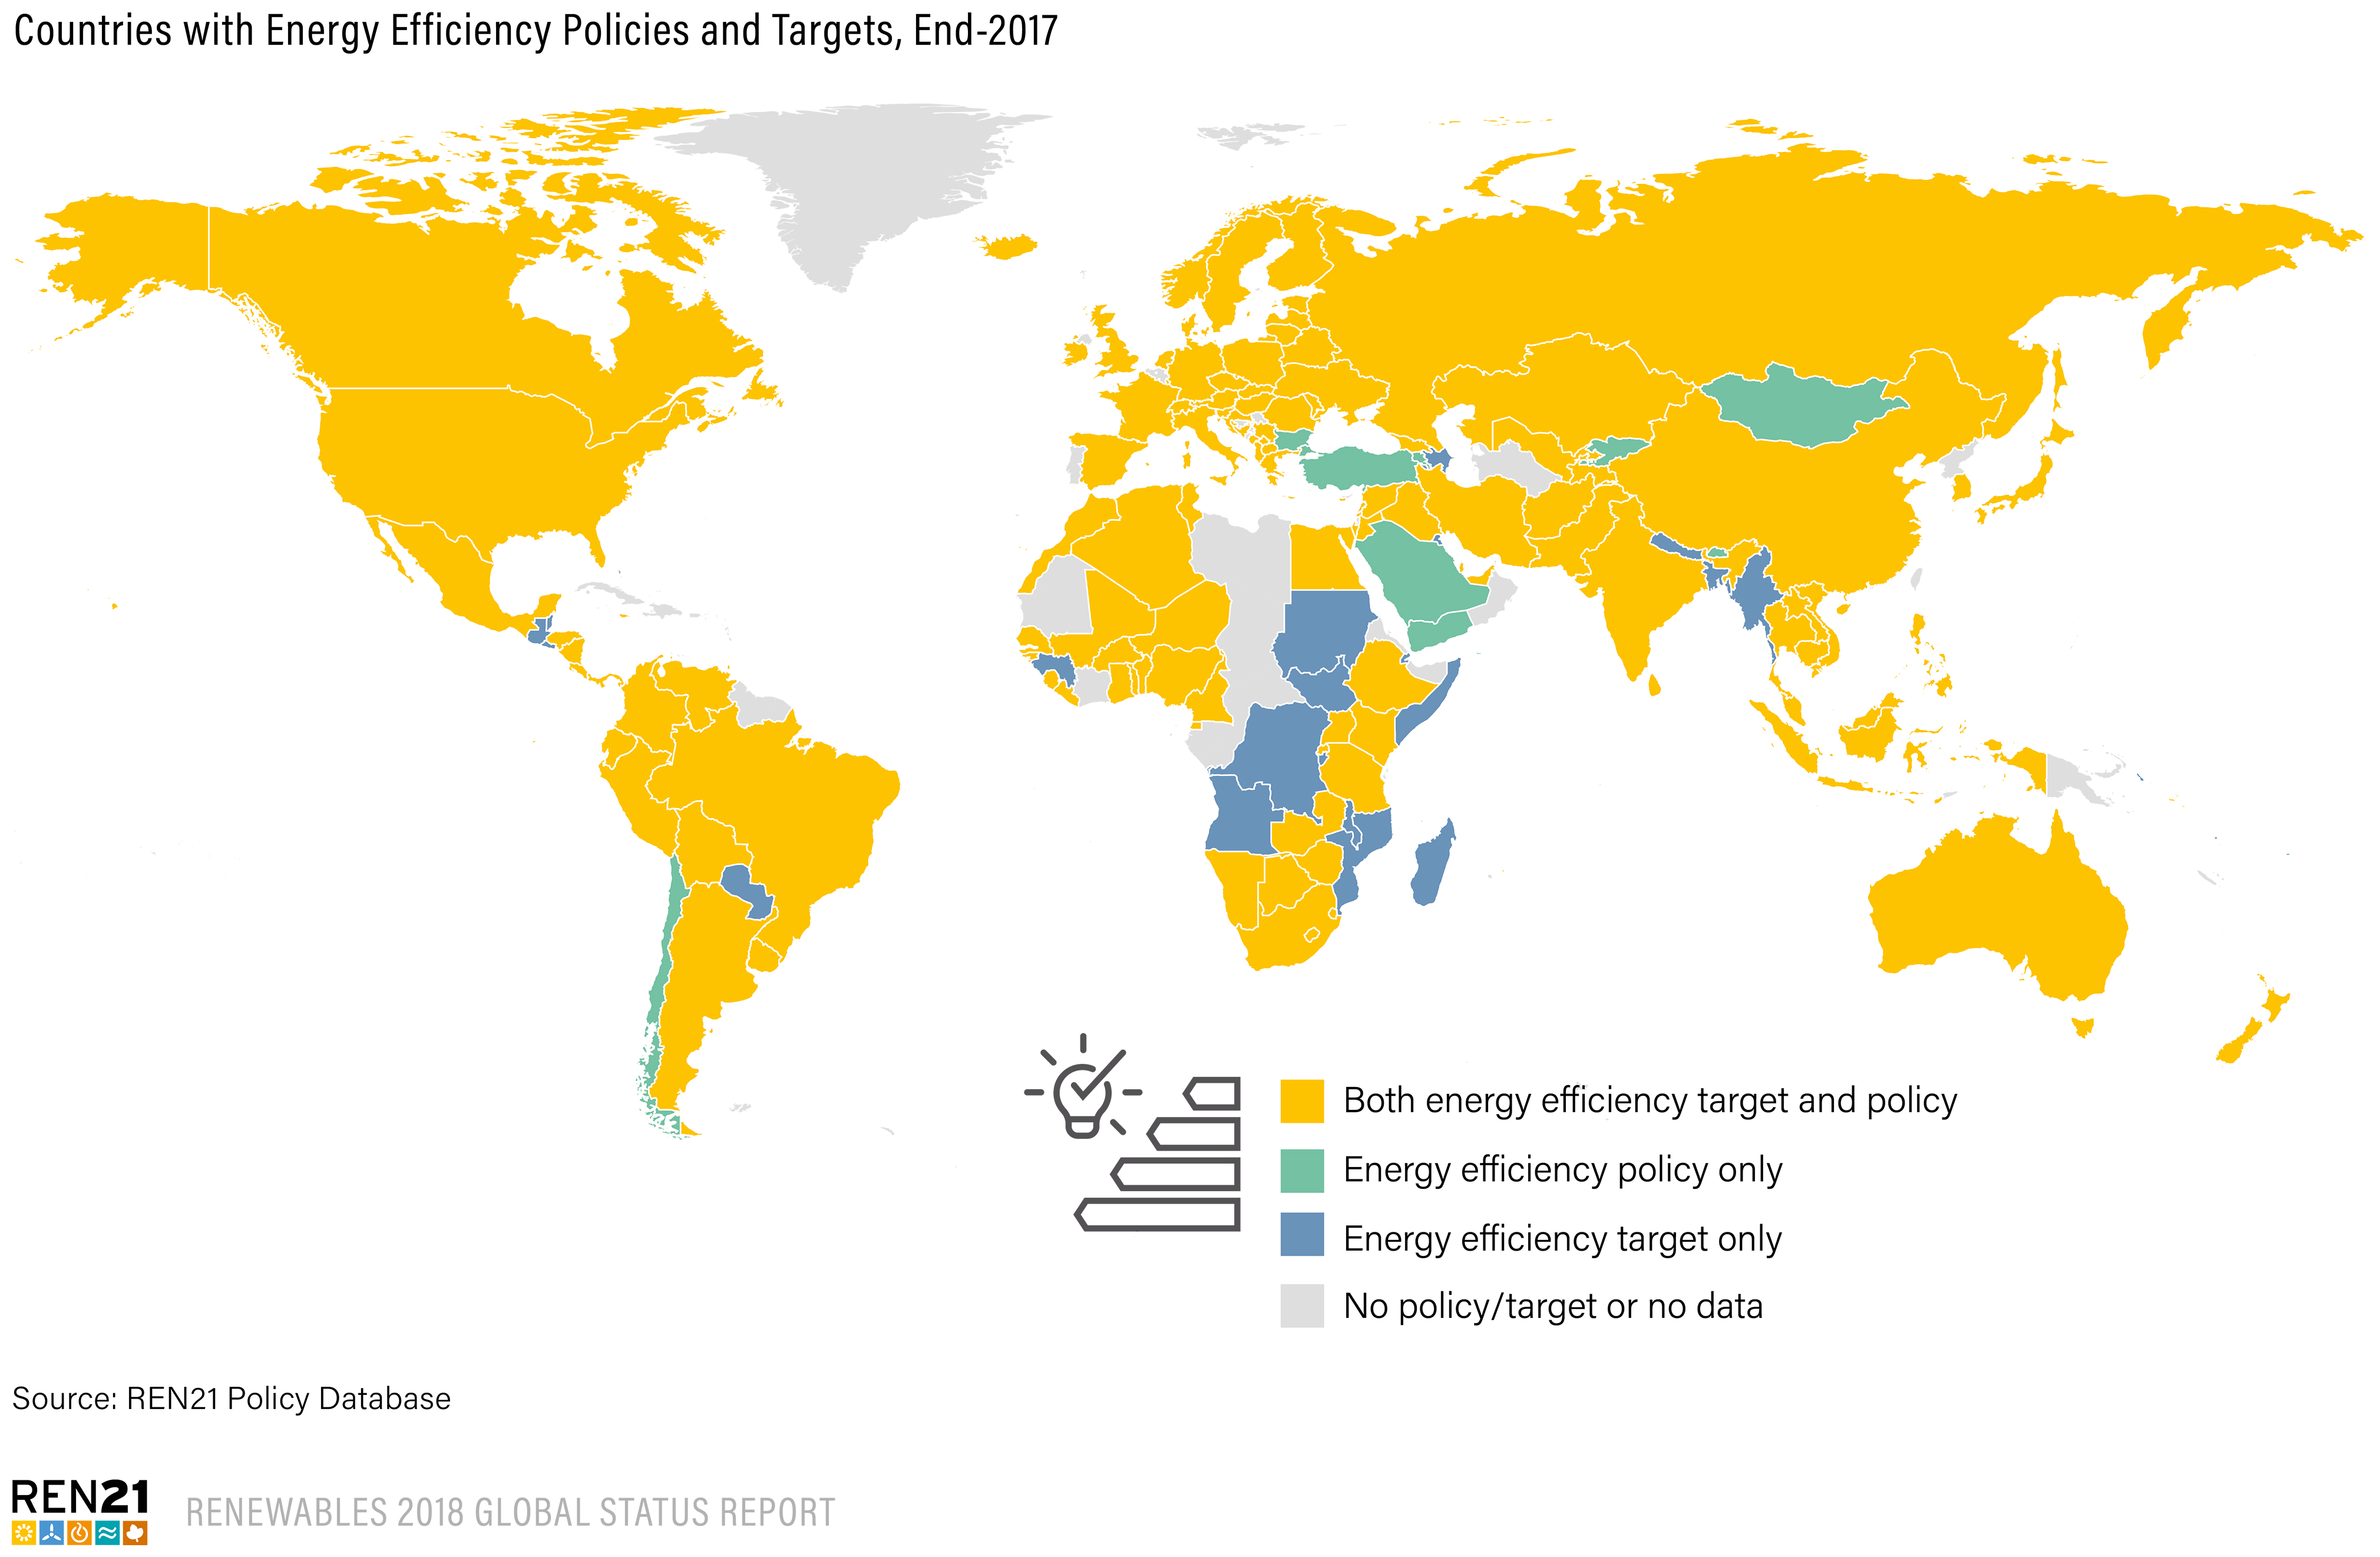 Countries with Energy Efficiency Policies and Targets, End-2017
Both energy efficiency target and policy
Energy efficiency policy only
Energy efficiency target only
No policy/target or no data
Source: REN21 Policy Database
REN21
RENEWABLES 2018 GLOBAL STATUS REPORT